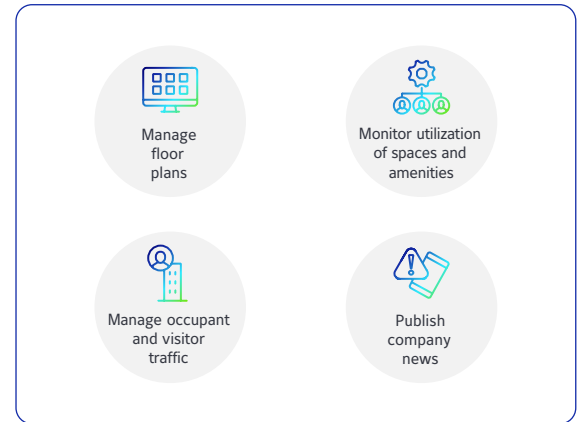 Manage
floor
plans
Monitor utilization
of spaces and
amenities
Manage occupant
and visitor
traffic
Publish
company
news